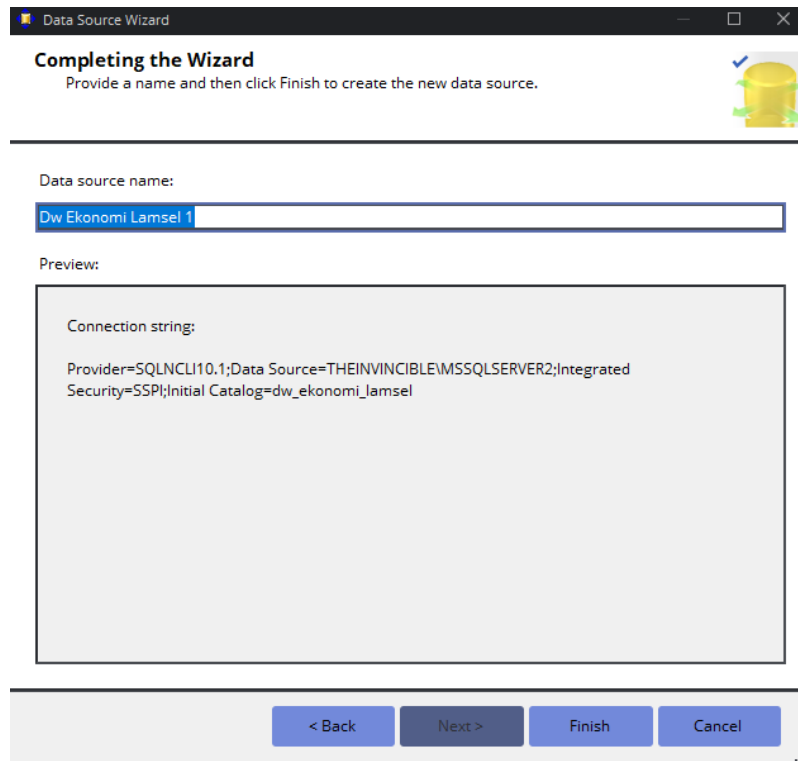 Data Source Wizard
Completing the Wizard
Provide a name and then click Finish to create the new data source.
Data source name:
Dw Ekonomi Lamsel 1
Preview:
Connection string:
Provider=SQLNCLI10.1;Data Source=THEINVINCIBLE\MSSQLSERVER2;Integrated
Security=SSPI;Initial Catalog=dw_ekonomi_lamsel
< Back
Next >
Finish
Cancel